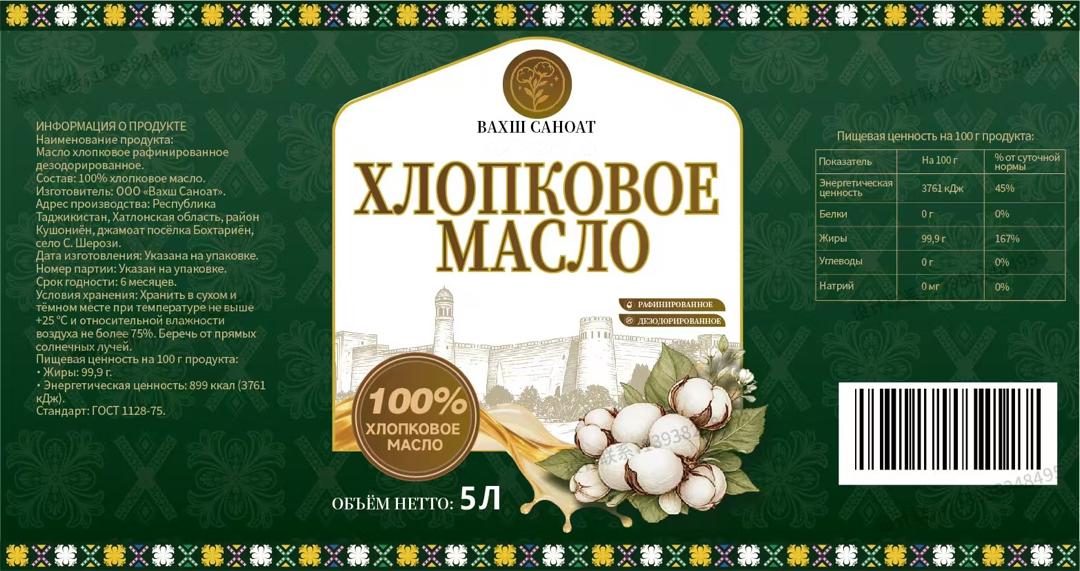 ИНФОРМАЦИЯ О ПРОДУКТЕ
Наименование продукта:
Масло хлопковое рафинированное
дезодорированное.
Состав: 100% хлопковое масло.
Изготовитель: ООО «Вахш Саноат».
Адрес производства: Республика
Таджикистан, Хатлонская область, район
Кушониён, джамоат посёлка Бохтариён,
село С. Шерози.
Дата изготовления: Указана на упаковке.
Номер партии: Указан на упаковке.
Срок годности: 6 месяцев.
Условия хранения: Хранить в сухом и
тёмном месте при температуре не выше
+25 °C и относительной влажности
воздуха не более 75%. Беречь от прямых
солнечных лучей.
Пищевая ценность на 100 г продукта:
• Жиры: 99,9 г.
• Энергетическая ценность: 899 ккал (3761
кДж).
Стандарт: ГОСТ 1128-75.
ВАХШ САНОАТ
ХЛОПКОВОЕ
МАСЛО
РАФИНИРОВАННОЕ
ДЕЗОДОРИРОВАННОЕ
100%
ХЛОПКОВОЕ
МАСЛО
ОБЪЁМ НЕТТО: 5 Л
Пищевая ценность на 100 г продукта:
Показатель На 100 г % от суточной нормы
Энергетическая ценность 3761 кДж 45%
Белки 0 г 0%
Жиры 99,9 г 167%
Углеводы 0 г 0%
Натрий 0 мг 0%